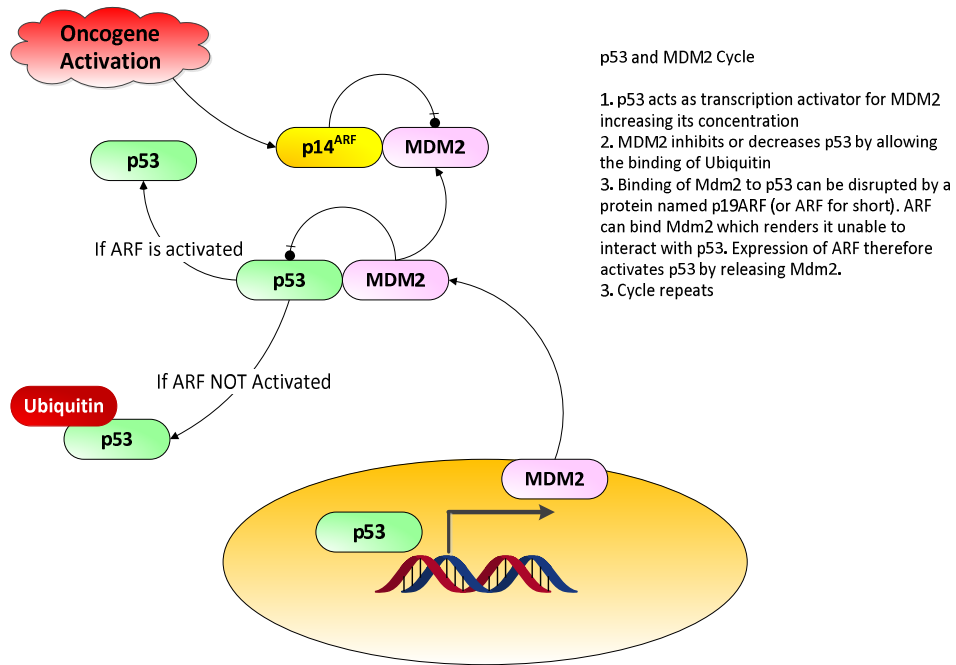 Oncogene
Activation
p53 and MDM2 Cycle
1. p53 acts as transcription activator for MDM2
increasing its concentration
2. MDM2 inhibits or decreases p53 by allowing
the binding of Ubiquitin
3. Binding of Mdm2 to p53 can be disrupted by a
protein named p19ARF (or ARF for short). ARF
can bind Mdm2 which renders it unable to
interact with p53. Expression of ARF therefore
activates p53 by releasing Mdm2.
3. Cycle repeats
p14ARF
MDM2
p53
If ARF is activated
p53
MDM2
If ARF NOT Activated
Ubiquitin
p53
MDM2
p53